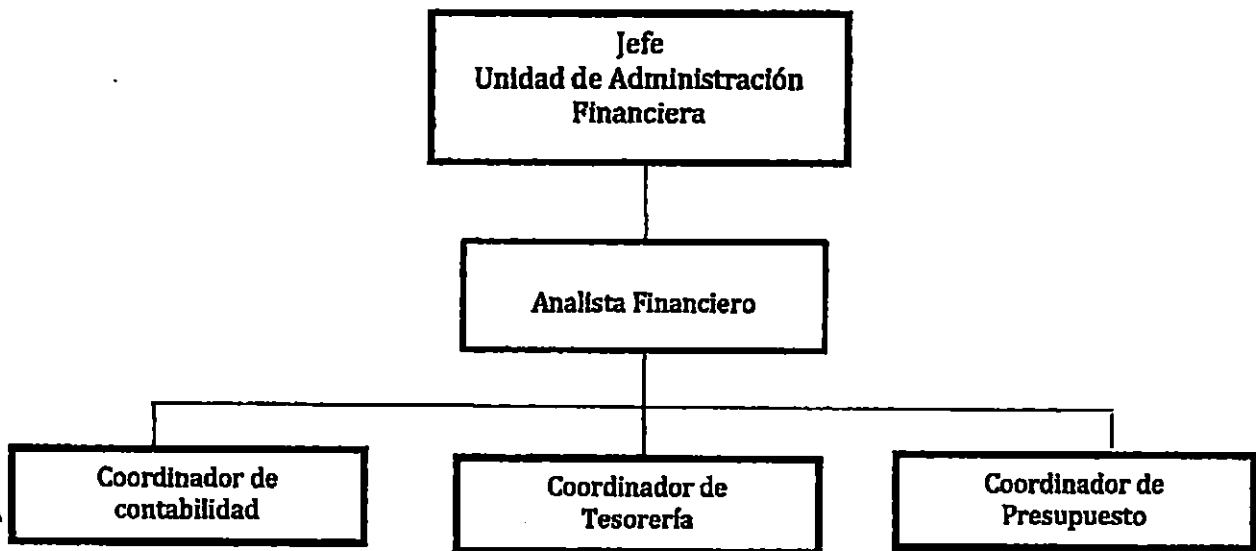 Jefe
Unidad de Administración
Financiera
Analista Financiero
Coordinador de
contabilidad
Coordinador de
Tesorería
Coordinador de
Presupuesto